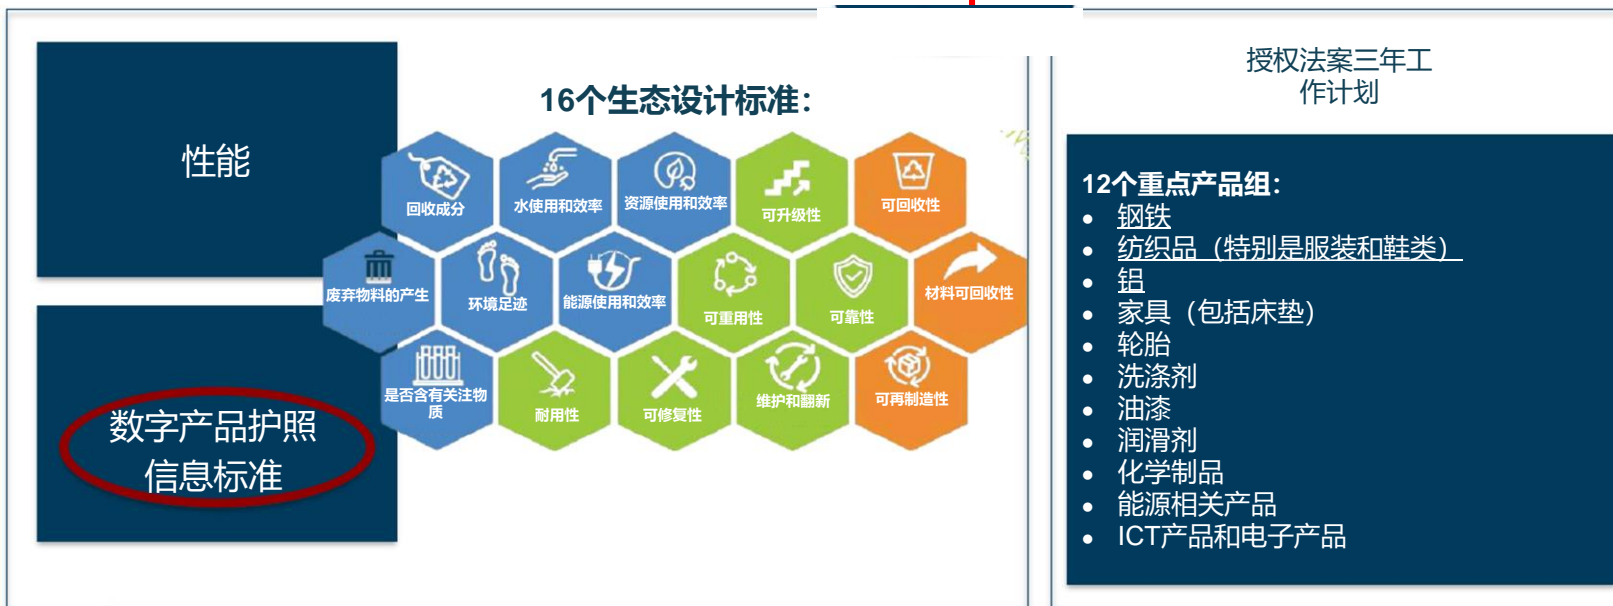 性能
数字产品护照
信息标准
16个生态设计标准：
回收成分
水使用和效率
资源使用和效率
可升级性
可回收性
废弃物料的产生
环境足迹
能源使用和效率
可重用性
可靠性
材料可回收性
是否含有关注物
质
耐用性
可修复性
维护和翻新
可再制造性
授权法案三年工
作计划
12个重点产品组：
• 钢铁
• 纺织品（特别是服装和鞋类）
• 铝
• 家具（包括床垫）
• 轮胎
• 洗涤剂
• 油漆
• 润滑剂
• 化学制品
• 能源相关产品
• ICT产品和电子产品